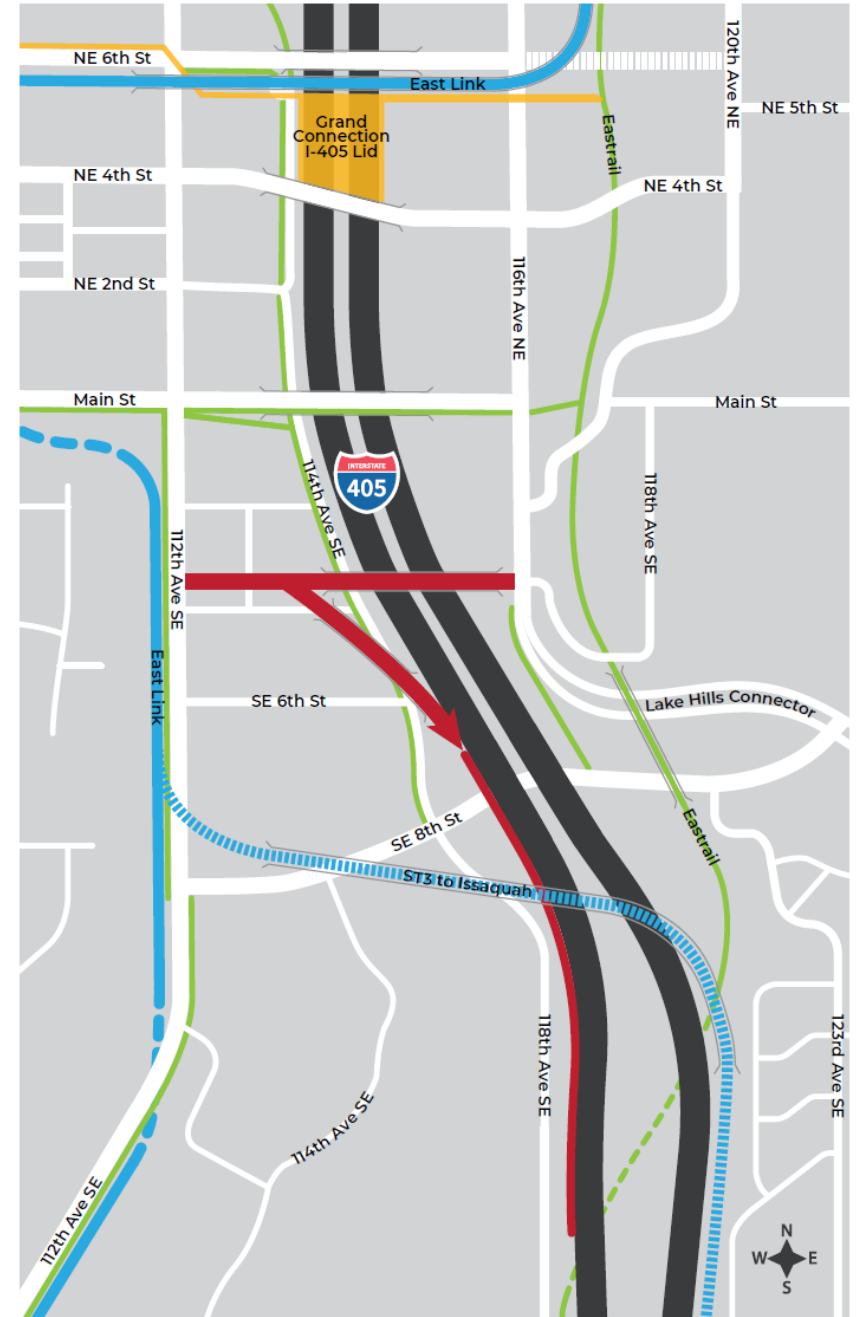 NE 6th St
East Link
120th Ave NE
NE 5th St
Grand
Connection
I-405 Lid
Eastrail
NE 4th St
NE 4th St
NE 2nd St
116th Ave NE
Main St
Main St
INTERSTATE
405
114th Ave SE
118th Ave SE
112th Ave SE
East Link
SE 6th St
Lake Hills Connector
SE 8th St
Eastrail
ST3 to Issaquah
118th Ave SE
123rd Ave SE
114th Ave SE
112th Ave SE
N
W
E
S